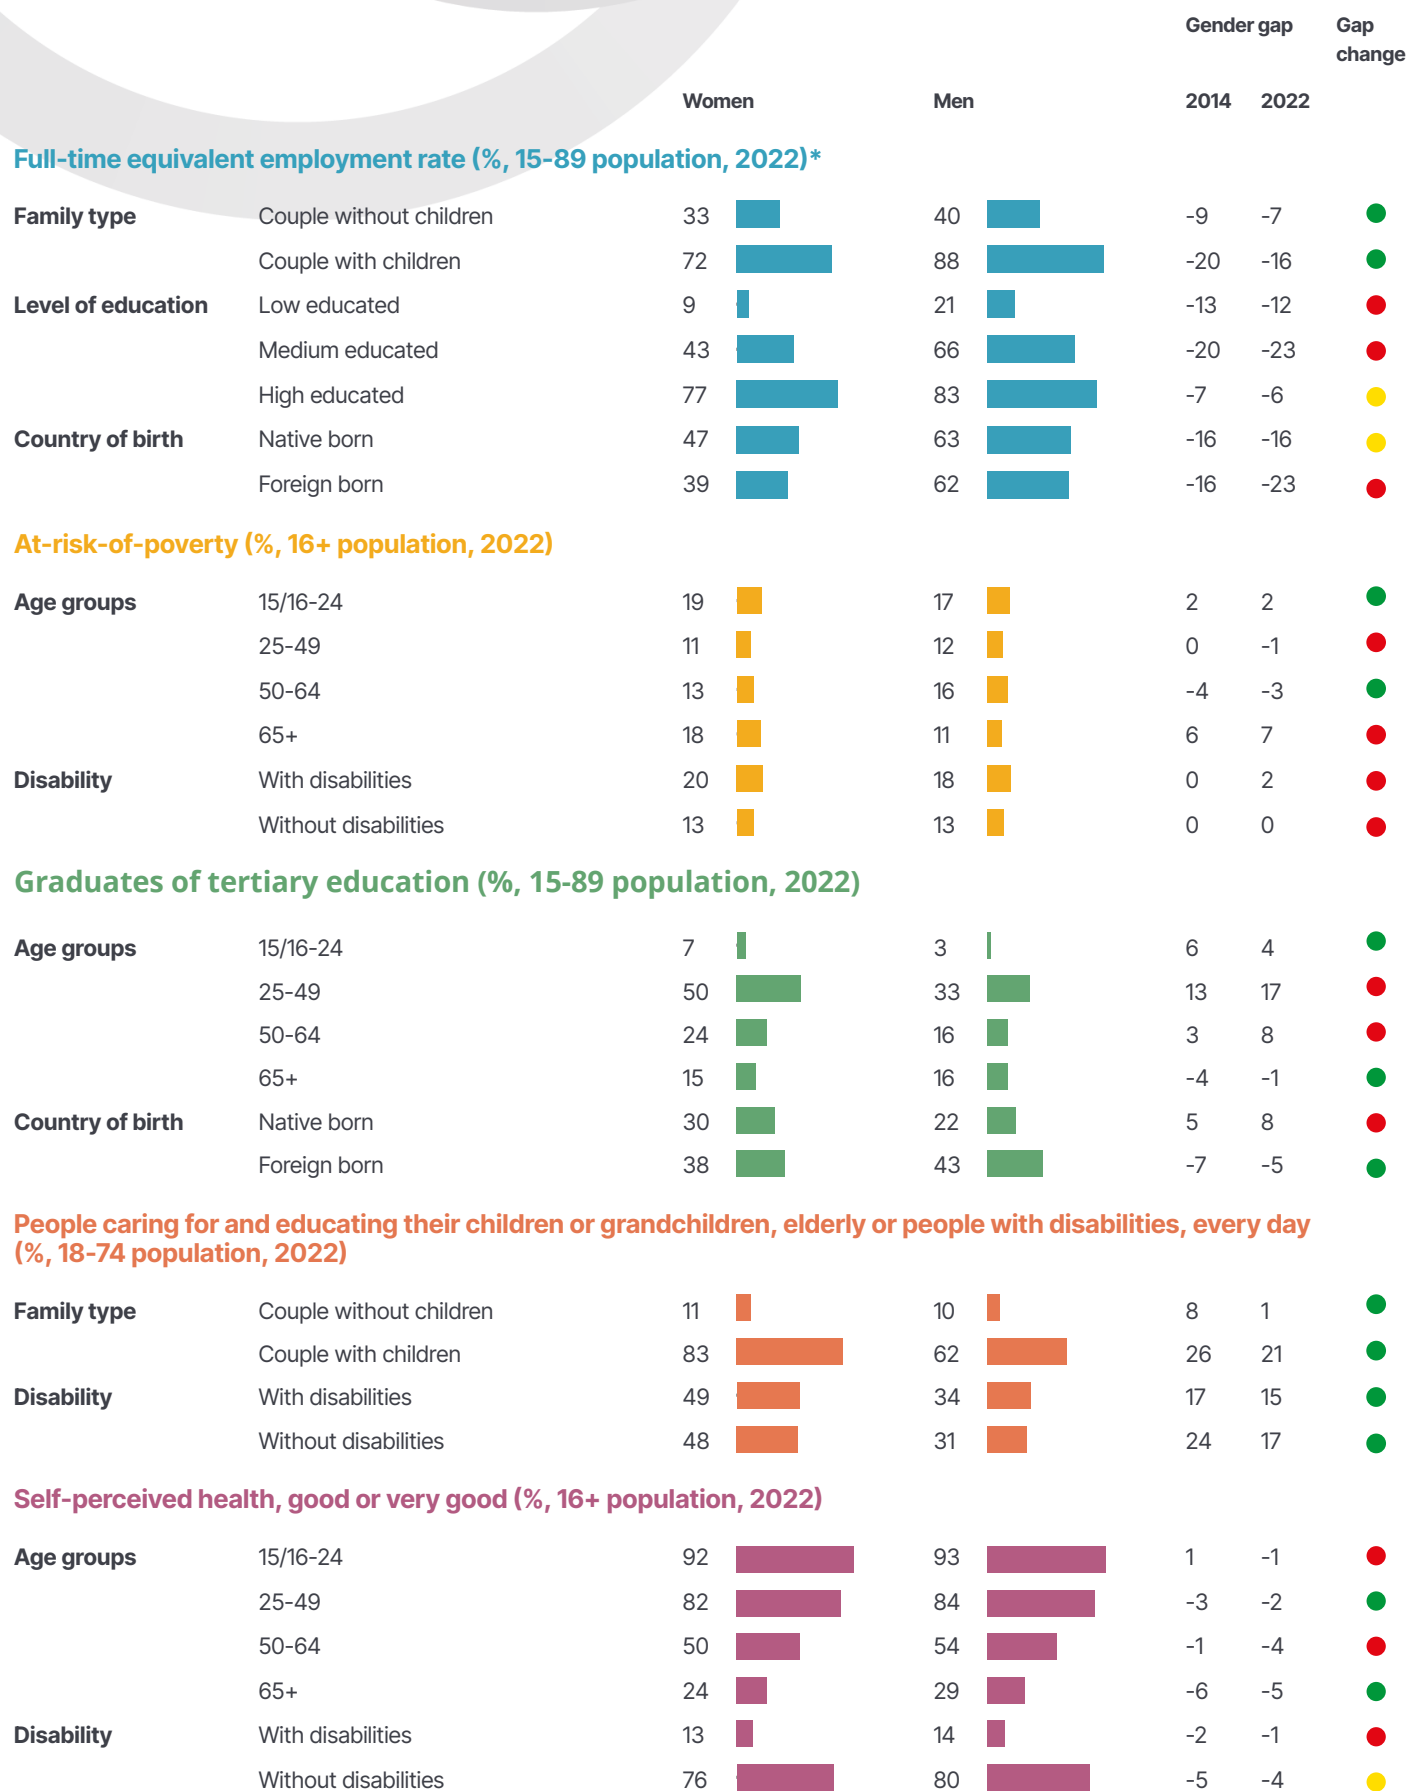 Gender gap Gap
change
Women Men 2014 2022
Full-time equivalent employment rate (%, 15-89 population, 2022)*
Family type Couple without children 33 40 -9 -7
Couple with children 72 88 -20 -16
Level of education Low educated 9 21 -13 -12
Medium educated 43 66 -20 -23
High educated 77 83 -7 -6
Country of birth Native born 47 63 -16 -16
Foreign born 39 62 -16 -23
At-risk-of-poverty (%, 16+ population, 2022)
Age groups 15/16-24 19 17 2 2
25-49 11 12 0 -1
50-64 13 16 -4 -3
65+ 18 11 6 7
Disability With disabilities 20 18 0 2
Without disabilities 13 13 0 0
Graduates of tertiary education (%, 15-89 population, 2022)
Age groups 15/16-24 7 3 6 4
25-49 50 33 13 17
50-64 24 16 3 8
65+ 15 16 -4 -1
Country of birth Native born 30 22 5 8
Foreign born 38 43 -7 -5
People caring for and educating their children or grandchildren, elderly or people with disabilities, every day
(%, 18-74 population, 2022)
Family type Couple without children 11 10 8 1
Couple with children 83 62 26 21
Disability With disabilities 49 34 17 15
Without disabilities 48 31 24 17
Self-perceived health, good or very good (%, 16+ population, 2022)
Age groups 15/16-24 92 93 1 -1
25-49 82 84 -3 -2
50-64 50 54 -1 -4
65+ 24 29 -6 -5
Disability With disabilities 13 14 -2 -1
Without disabilities 76 80 -5 -4